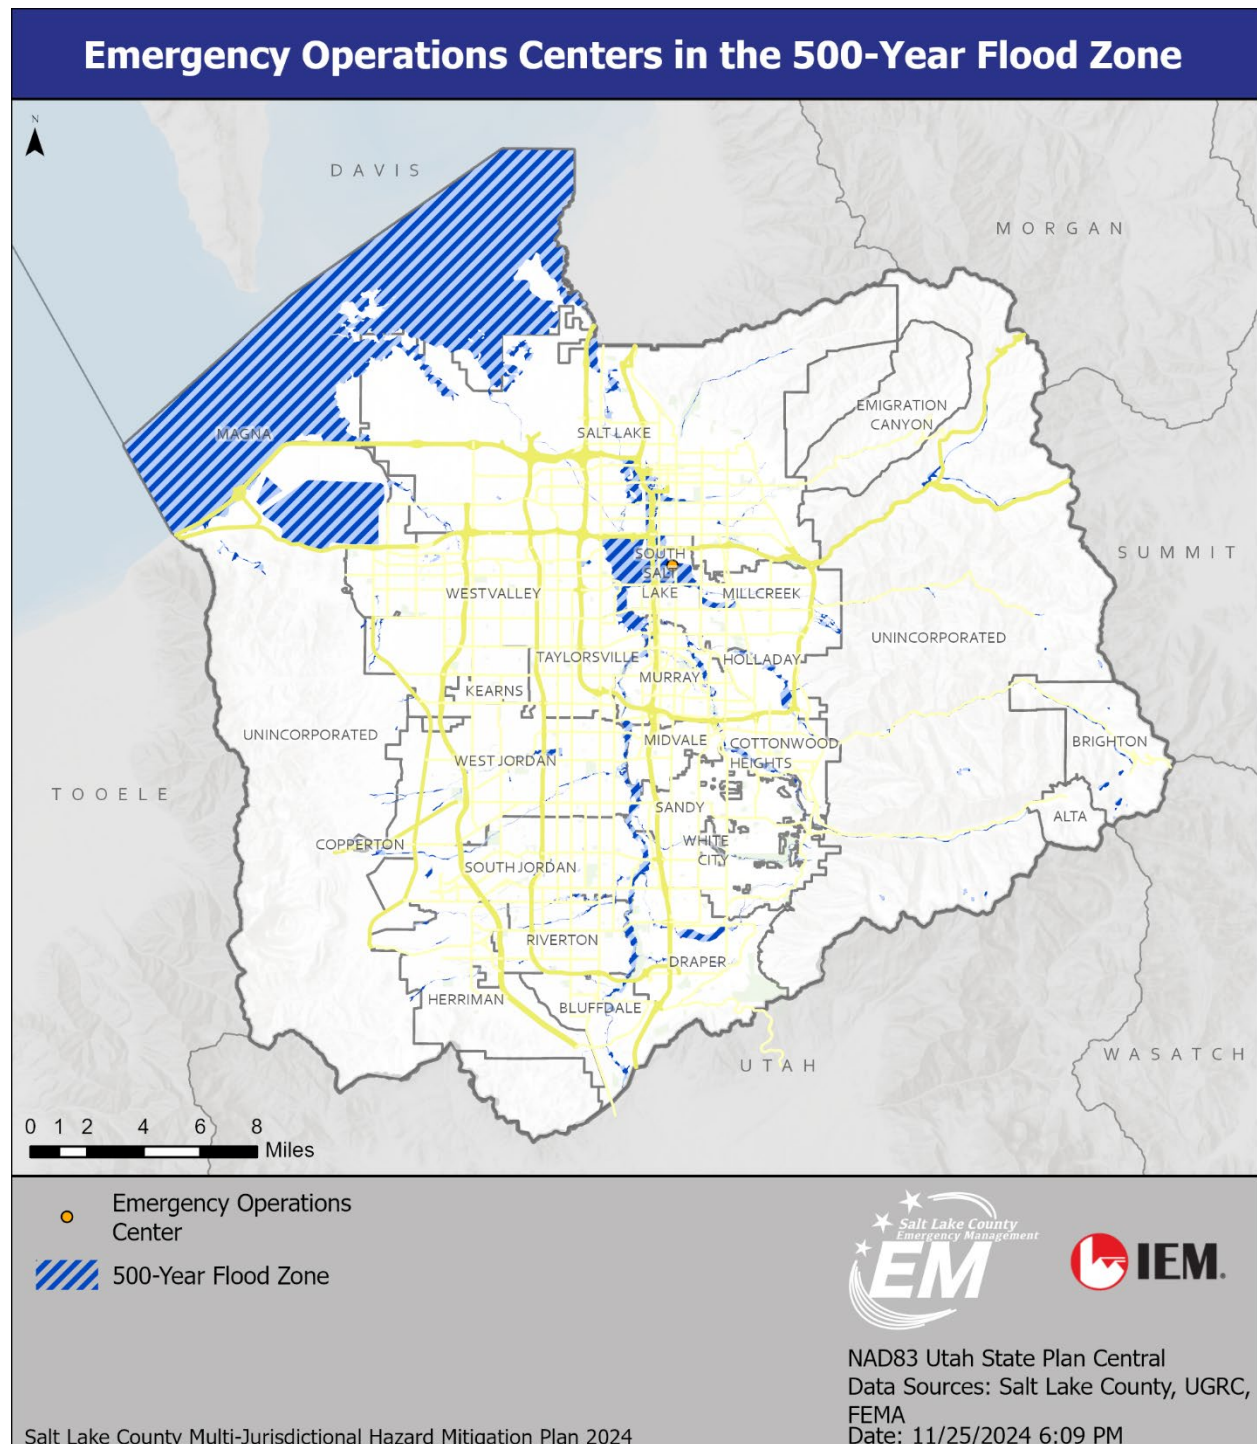 Emergency Operations Centers in the 500-Year Flood Zone
N
DAVIS
MORGAN
EMIGRATION
CANYON
MAGNA
SALT LAKE
SUMMIT
SOUTH
SALT
LAKE
WEST VALLEY
MILLCREEK
UNINCORPORATED
TAYLORSVILLE
HOLLADAY
MURRAY
KEARNS
UNINCORPORATED
MIDVALE
COTTONWOOD
HEIGHTS
BRIGHTON
WEST JORDAN
TOOELE
SANDY
ALTA
COPPERTON
WHITE
CITY
SOUTH JORDAN
RIVERTON
DRAPER
HERRIMAN
BLUFFDALE
WASATCH
UTAH
0 1 2 4 6 8
Miles
Emergency Operations
Center
500-Year Flood Zone
Salt Lake County
Emergency Management
EM
IEM.
NAD83 Utah State Plan Central
Data Sources: Salt Lake County, UGRC,
FEMA
Date: 11/25/2024 6:09 PM
Salt Lake County Multi-Jurisdictional Hazard Mitigation Plan 2024